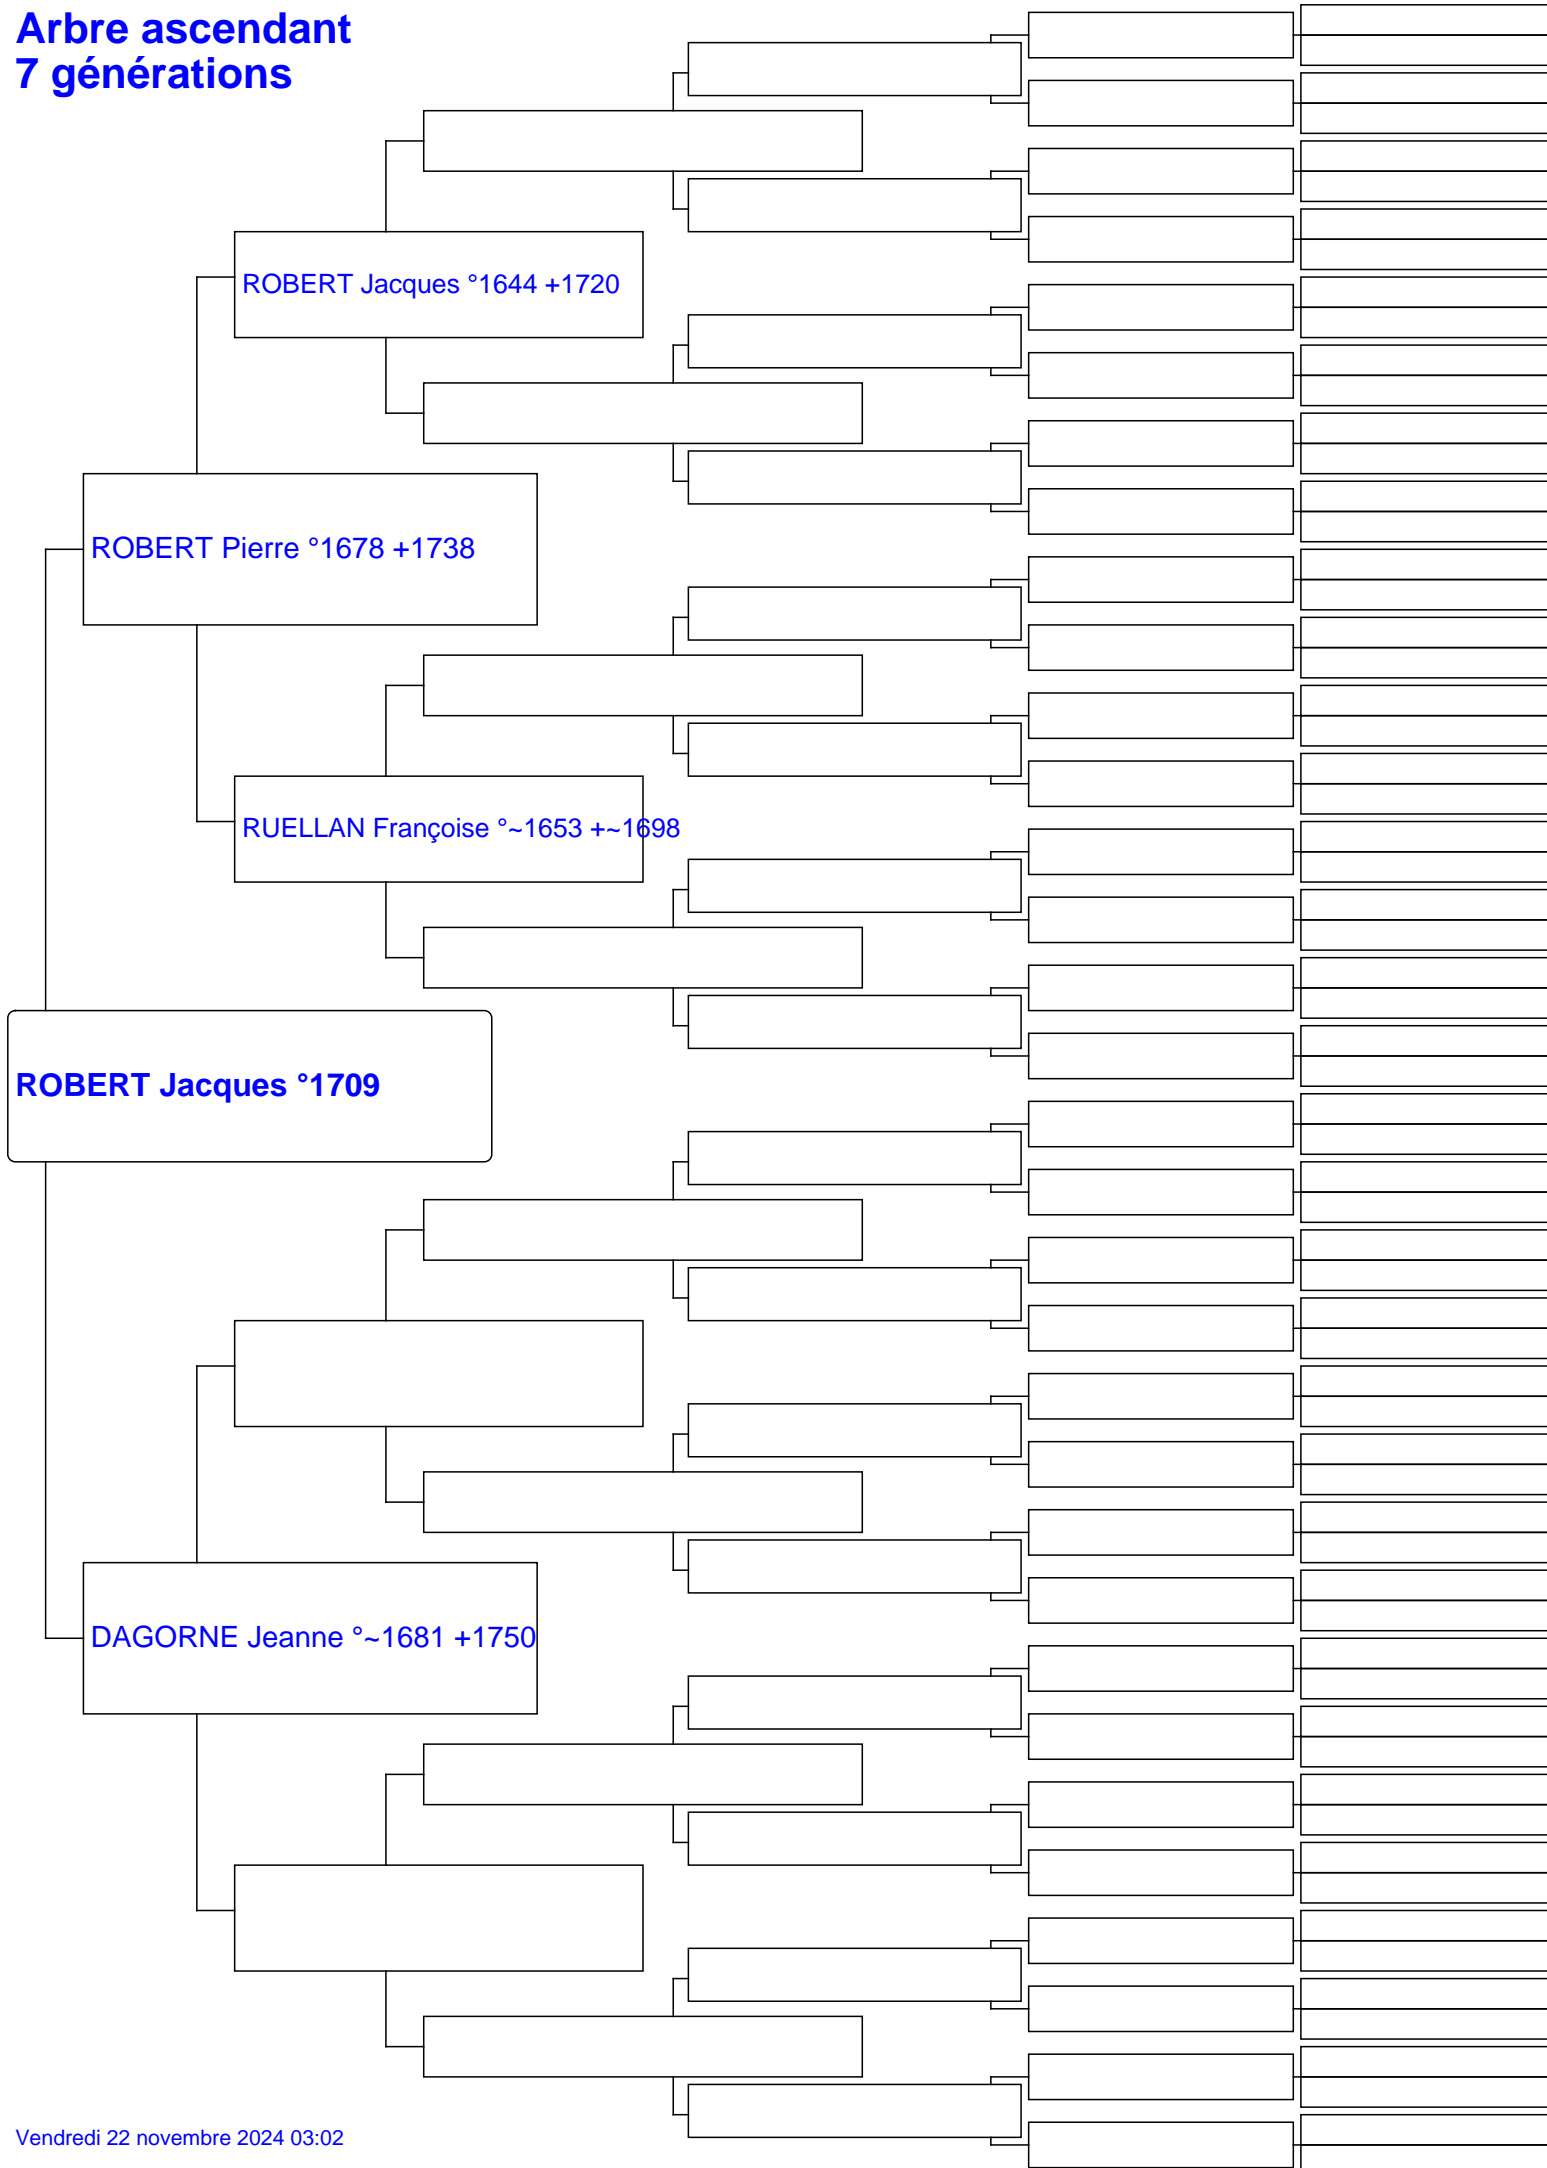 Arbre ascendant
7 générations
ROBERT Jacques °1644 +1720
ROBERT Pierre °1678 +1738
RUELLAN Françoise °~1653 +~1698
ROBERT Jacques °1709
DAGORNE Jeanne °~1681 +1750
Vendredi 22 novembre 2024 03:02